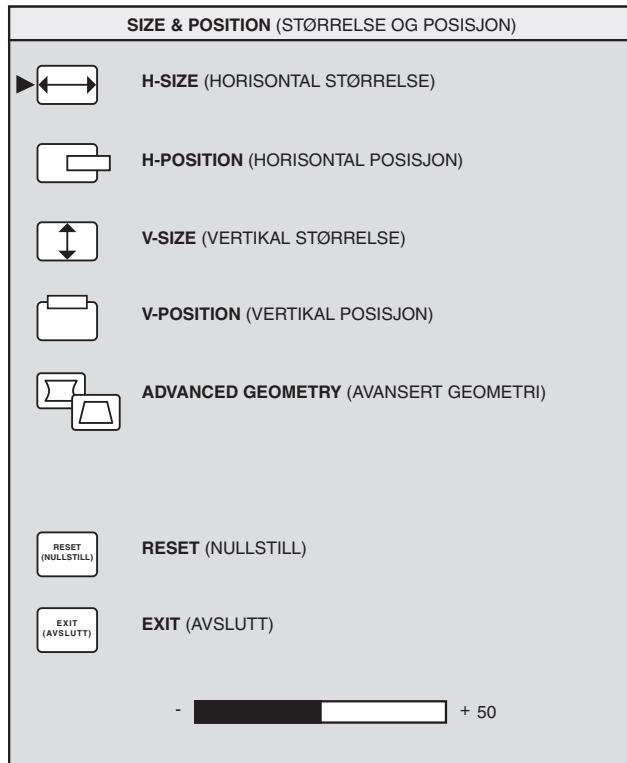 SIZE & POSITION (STØRRELSE OG POSISJON)
H-SIZE (HORISONTAL STØRRELSE)
H-POSITION (HORISONTAL POSISJON)
V-SIZE (VERTIKAL STØRRELSE)
V-POSITION (VERTIKAL POSISJON)
ADVANCED GEOMETRY (AVANSERT GEOMETRI)
RESET
(NULLSTILL)
RESET (NULLSTILL)
EXIT
(AVSLUTT)
EXIT (AVSLUTT)
- + 50